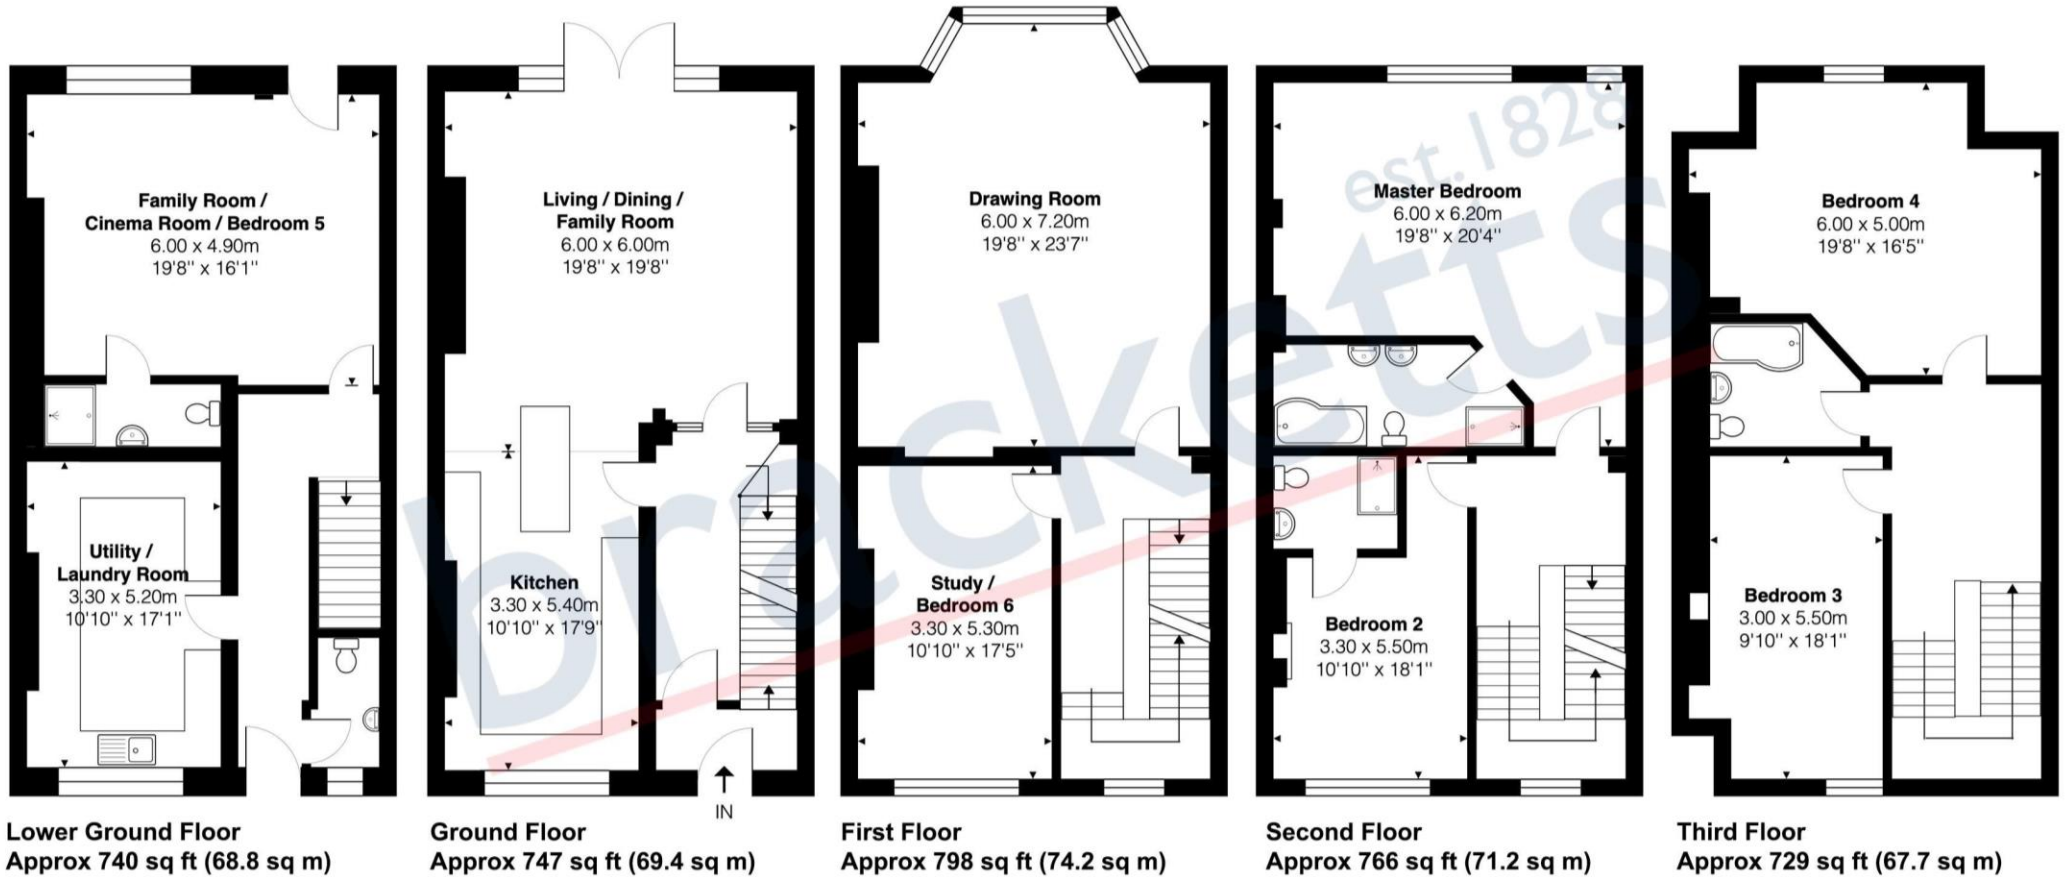 Family Room /
Cinema Room / Bedroom 5
6.00 x 4.90m
19'8" x 16'1"
Utility /
Laundry Room
3.30 x 5.20m
10'10" x 17'1"
Lower Ground Floor
Approx 740 sq ft (68.8 sq m)
Living / Dining /
Family Room
6.00 x 6.00m
19'8" x 19'8"
Kitchen
3.30 x 5.40m
10'10" x 17'9"
IN
Ground Floor
Approx 747 sq ft (69.4 sq m)
Drawing Room
6.00 x 7.20m
19'8" x 23'7"
Study /
Bedroom 6
3.30 x 5.30m
10'10" x 17'5"
First Floor
Approx 798 sq ft (74.2 sq m)
Master Bedroom
6.00 x 6.20m
19'8" x 20'4"
Bedroom 2
3.30 x 5.50m
10'10" x 18'1"
Second Floor
Approx 766 sq ft (71.2 sq m)
Bedroom 4
6.00 x 5.00m
19'8" x 16'5"
Bedroom 3
3.00 x 5.50m
9'10" x 18'1"
Third Floor
Approx 729 sq ft (67.7 sq m)
est. 1828
bracketts